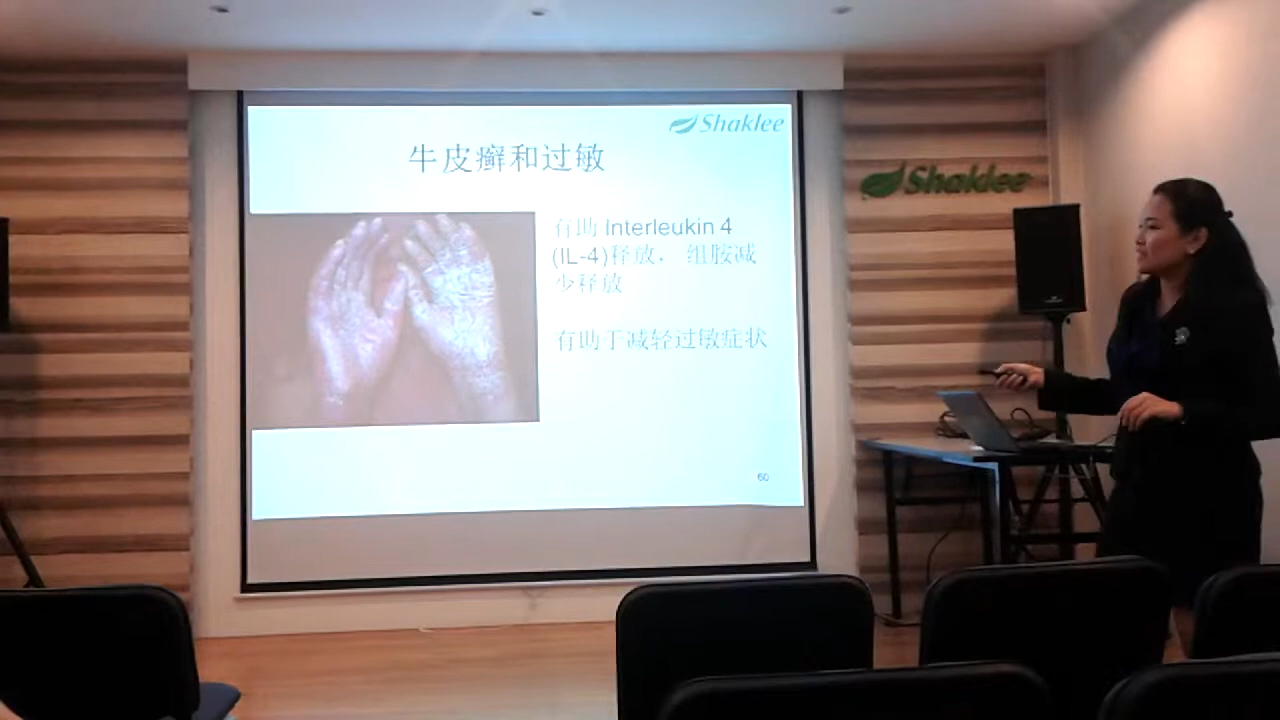 Shaklee
牛皮癣和过敏
有助 Interleukin 4
(IL-4)释放， 组胺减
少释放
有助于减轻过敏症状
60
Shaklee